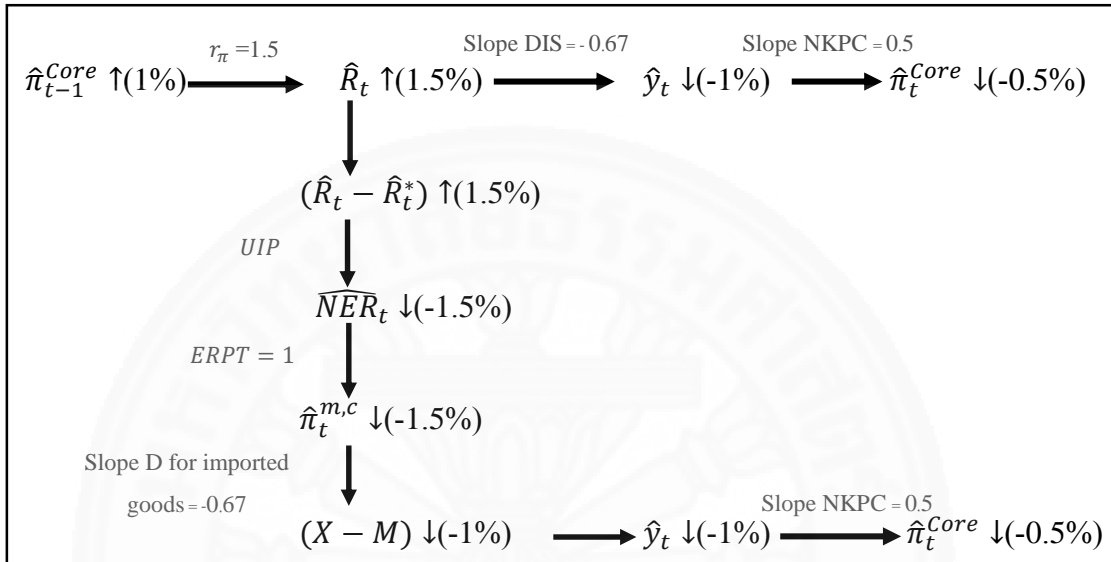 r_π =1.5 Slope DIS = - 0.67 Slope NKPC = 0.5
π̂_{t−1}^{Core} ↑(1%) R̂_t ↑(1.5%) ŷ_t ↓(-1%) π̂_t^{Core} ↓(-0.5%)
(R̂_t − R̂_t^*) ↑(1.5%)
UIP
\widehat{NER}_t ↓(-1.5%)
ERPT = 1
π̂_t^{m,c} ↓(-1.5%)
Slope D for imported
goods = -0.67
Slope NKPC = 0.5
(X − M) ↓(-1%) ŷ_t ↓(-1%) π̂_t^{Core} ↓(-0.5%)